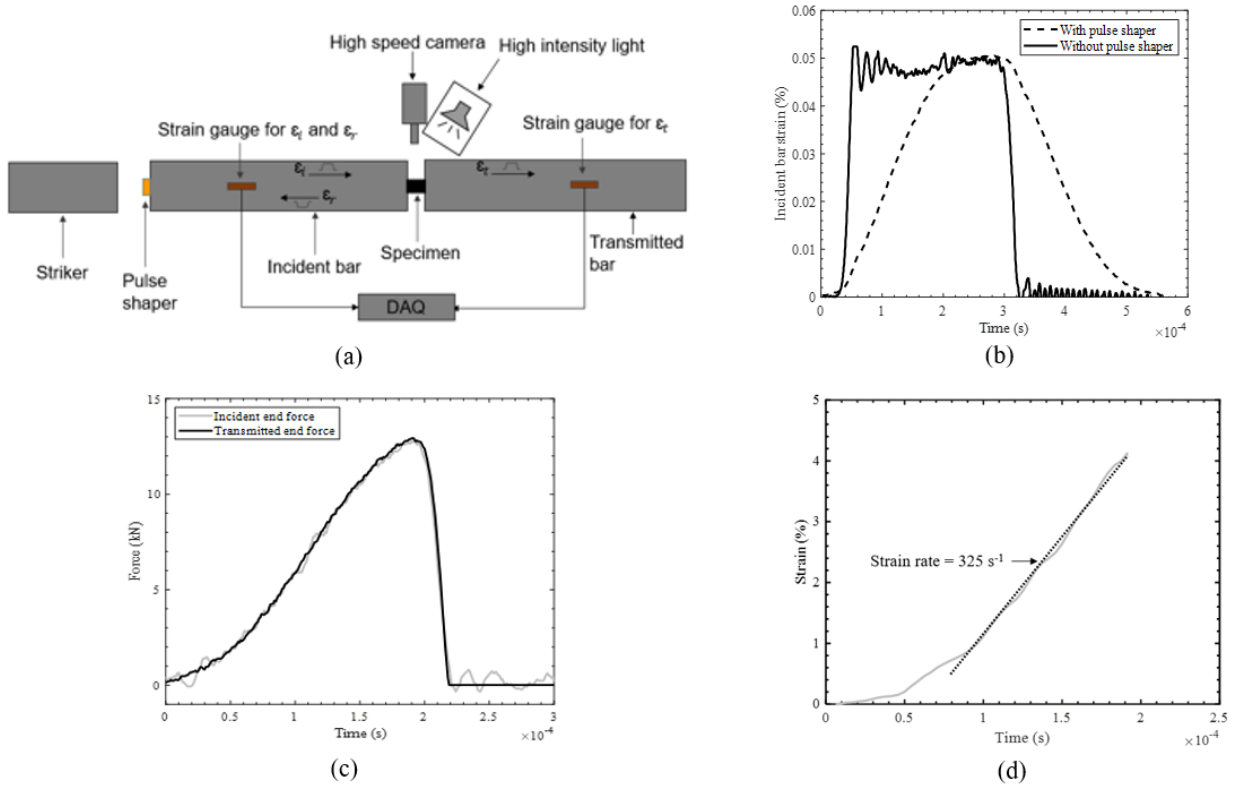 High speed camera
High intensity light
Strain gauge for εi and εr
Strain gauge for εt
εi
εr
εt
Striker
Pulse
shaper
Incident bar
Specimen
Transmitted
bar
DAQ
(a)
0.06
0.05
0.04
0.03
0.02
0.01
0
Incident bar strain (%)
With pulse shaper
Without pulse shaper
0 1 2 3 4 5 6
Time (s)
×10⁻⁴
(b)
15
10
5
0
Force (kN)
Incident end force
Transmitted end force
0 0.5 1 1.5 2 2.5 3
Time (s)
×10⁻⁴
(c)
5
4
3
2
1
0
Strain (%)
Strain rate = 325 s⁻¹
0 0.5 1 1.5 2 2.5
Time (s)
×10⁻⁴
(d)